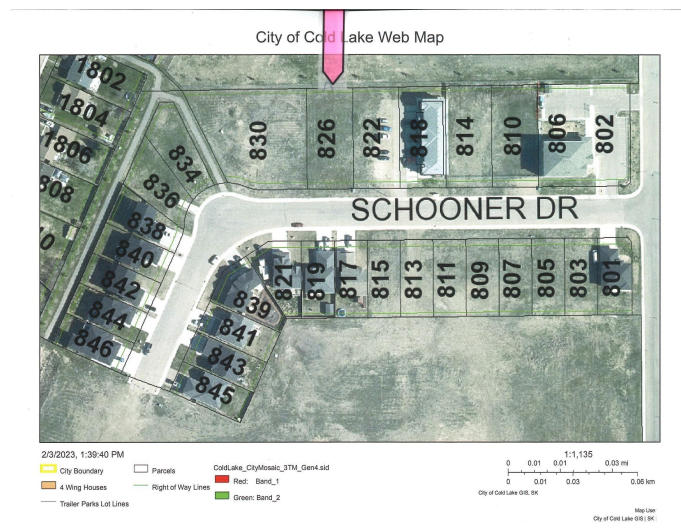 City of Cold Lake Web Map
1802
1804
1806
808
10
834
836
838
840
842
844
846
830
826
822
818
814
810
806
802
SCHOONER DR
821
819
817
815
813
811
809
807
805
803
801
839
841
843
845
2/3/2023, 1:39:40 PM
City Boundary
4 Wing Houses
Trailer Parks Lot Lines
Parcels
Right of Way Lines
ColdLake_CityMosaic_3TM_Gen4.sid
Red: Band_1
Green: Band_2
1:1,135
0 0.01 0.01 0.03 mi
0 0.01 0.03 0.06 km
City of Cold Lake GIS, SK
Map Use:
City of Cold Lake GIS | SK